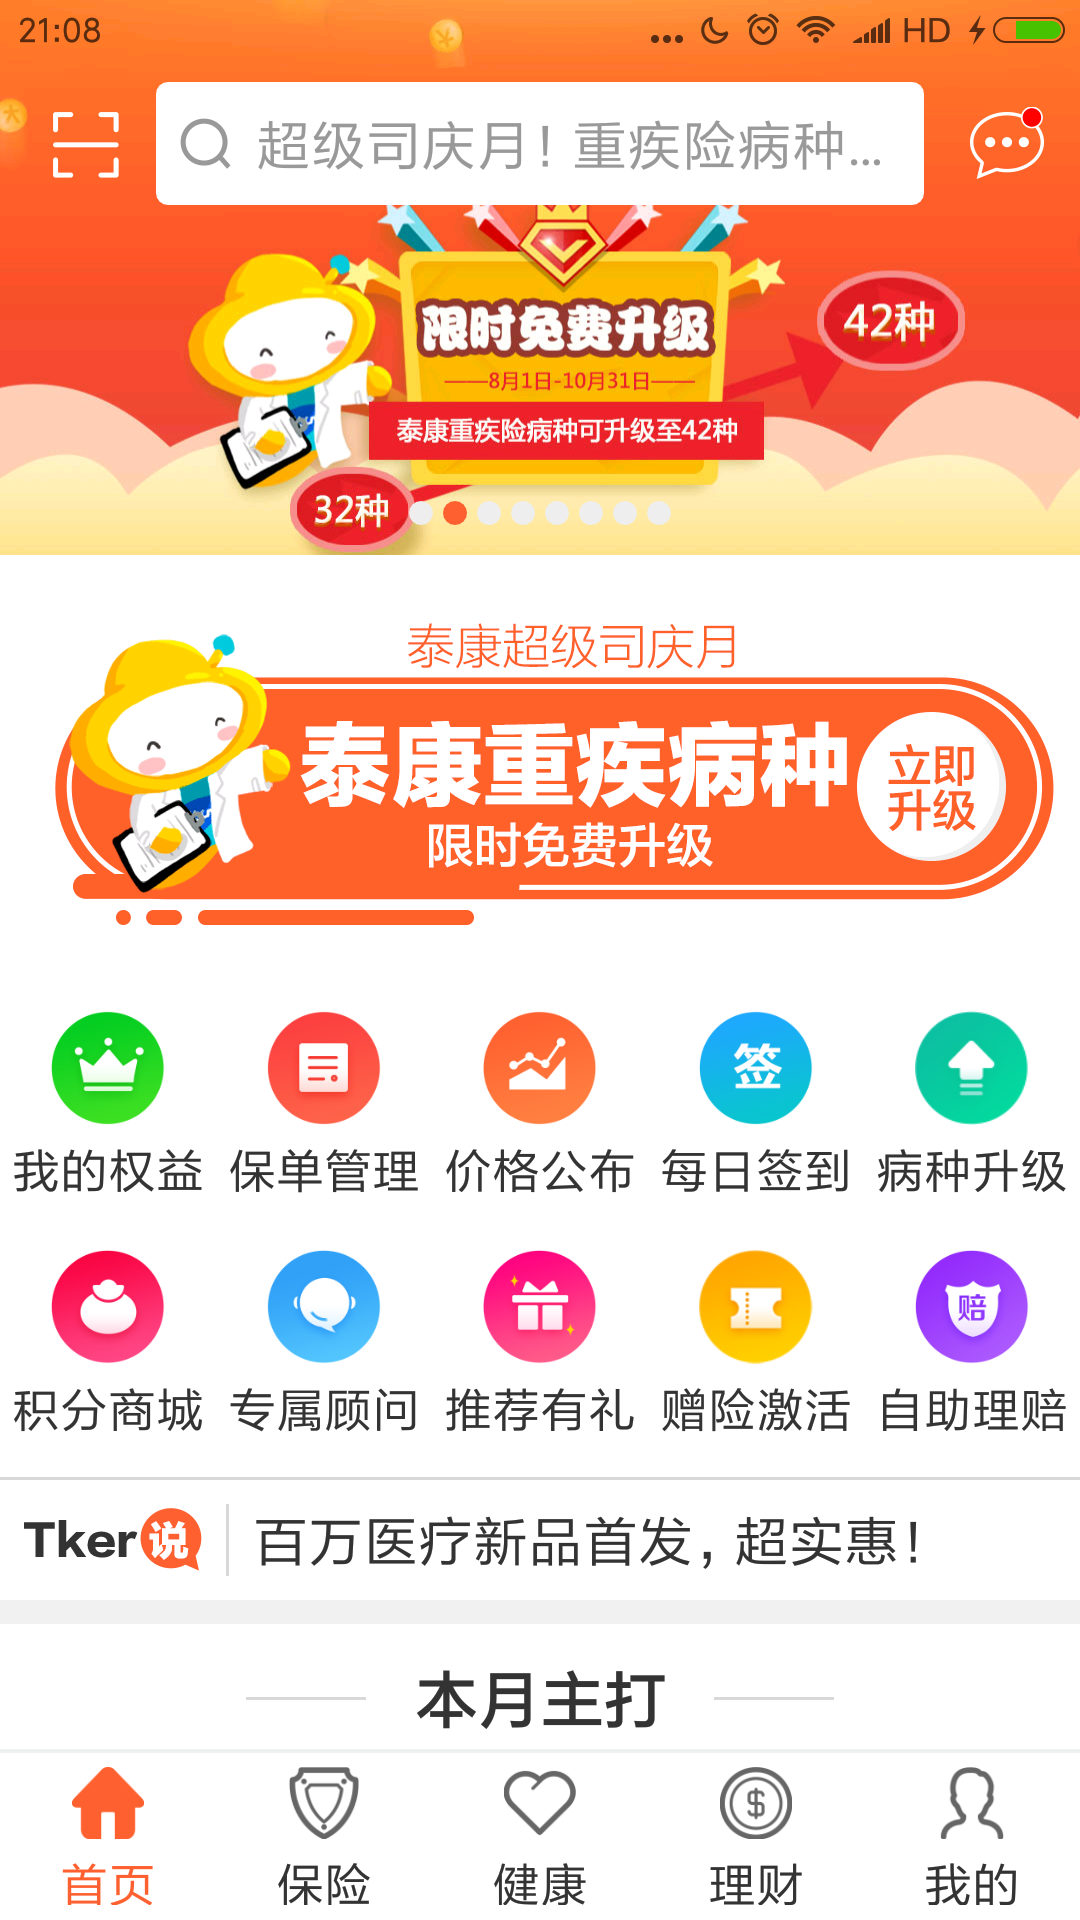 21:08
HD
超级司庆月！重疾险病种...
限时免费升级
——8月1日-10月31日——
泰康重疾险病种可升级至42种
42种
32种
泰康超级司庆月
泰康重疾病种
限时免费升级
立即
升级
签
我的权益 保单管理 价格公布 每日签到 病种升级
赔
积分商城 专属顾问 推荐有礼 赠险激活 自助理赔
Tker说 百万医疗新品首发，超实惠！
本月主打
首页 保险 健康 理财 我的